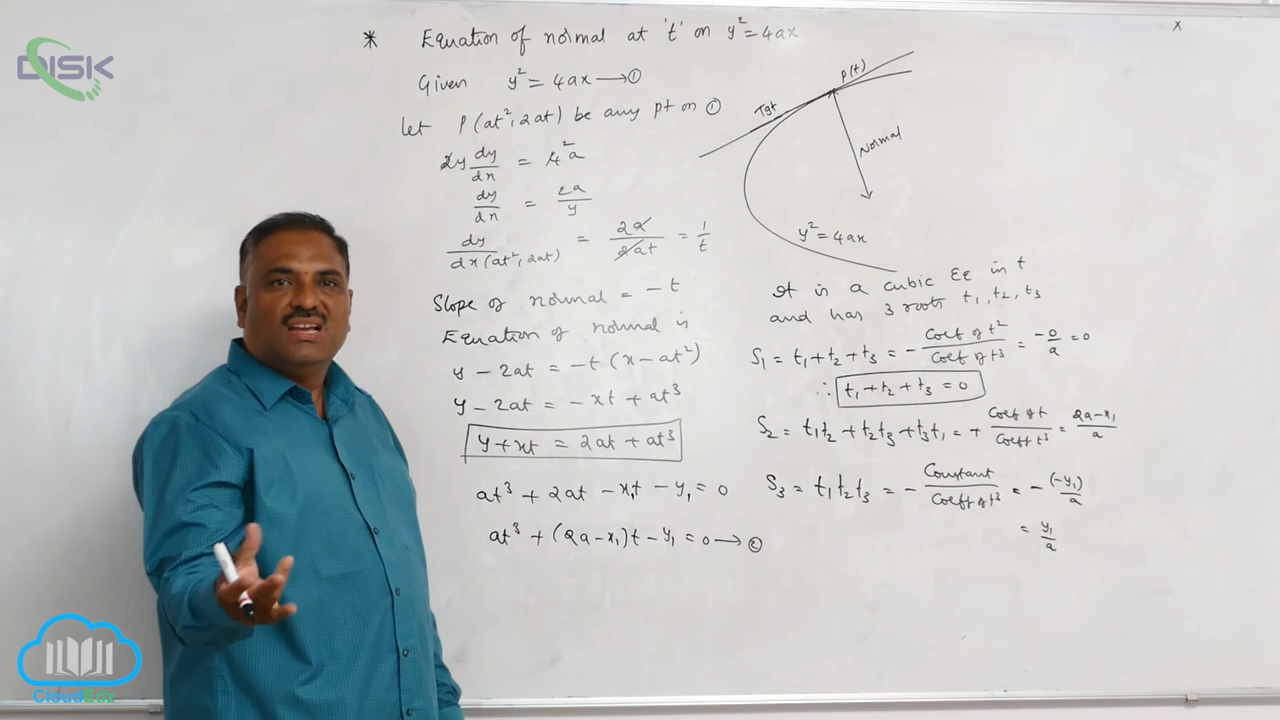 DISK
* Equation of normal at 't' on y² = 4ax
Given y² = 4ax → ①
Let P(at², 2at) be any pt on ①
2y dy/dx = 4² a
dy/dx = 2a/y
dy/dx (at², 2at) = 2a/2at = 1/t
Slope of normal = -t
Equation of normal is
y - 2at = -t (x - at²)
y - 2at = -xt + at³
y + xt = 2at + at³
at³ + 2at - x₁t - y₁ = 0
at³ + (2a - x₁)t - y₁ = 0 → ②
x
P(t)
Tgt
Normal
y² = 4ax
It is a cubic Eq in t
and has 3 roots t₁, t₂, t₃
S₁ = t₁ + t₂ + t₃ = - Coef of t²/Coef of t³ = -0/a = 0
∴ t₁ + t₂ + t₃ = 0
S₂ = t₁t₂ + t₂t₃ + t₃t₁ = + Coef of t/Coeff t³ = 2a - x₁/a
S₃ = t₁t₂t₃ = - Constant/Coeff of t³ = - (-y₁)/a
= y₁/a
CloudEdz